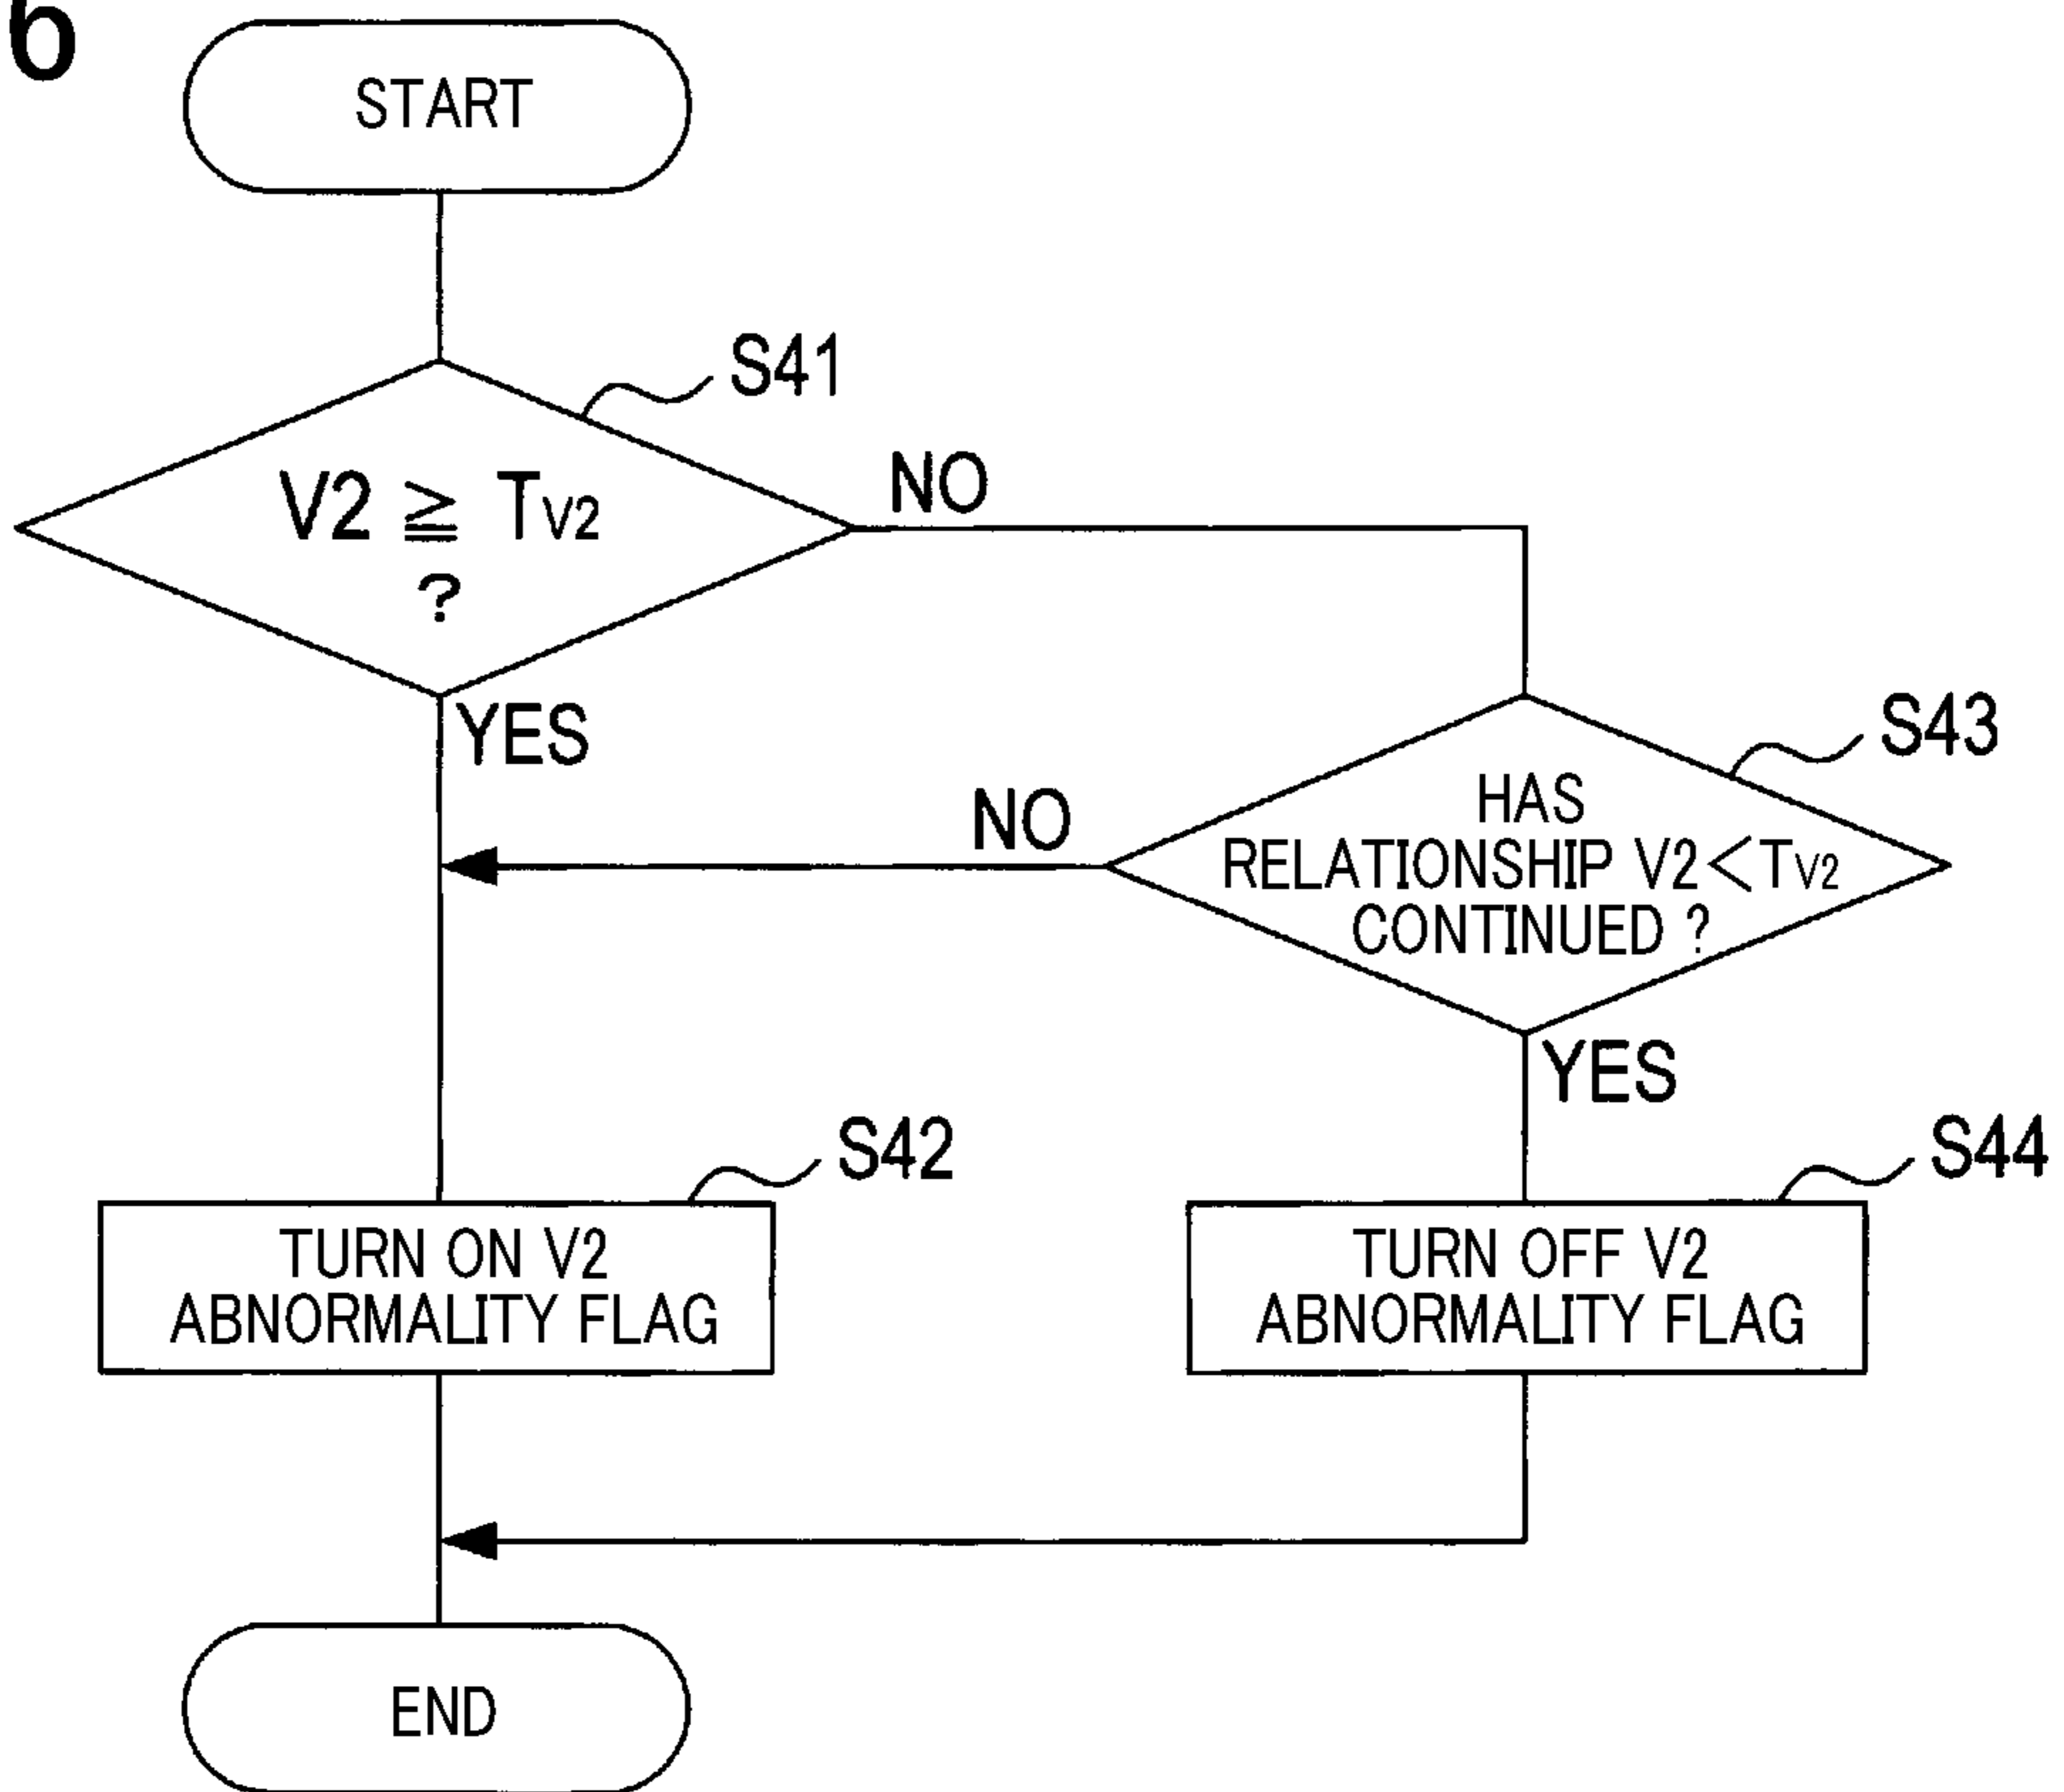 6
START
S41
V2 ≧ TV2
?
NO
YES
S43
HAS
RELATIONSHIP V2<TV2
CONTINUED ?
NO
YES
S42
TURN ON V2
ABNORMALITY FLAG
S44
TURN OFF V2
ABNORMALITY FLAG
END